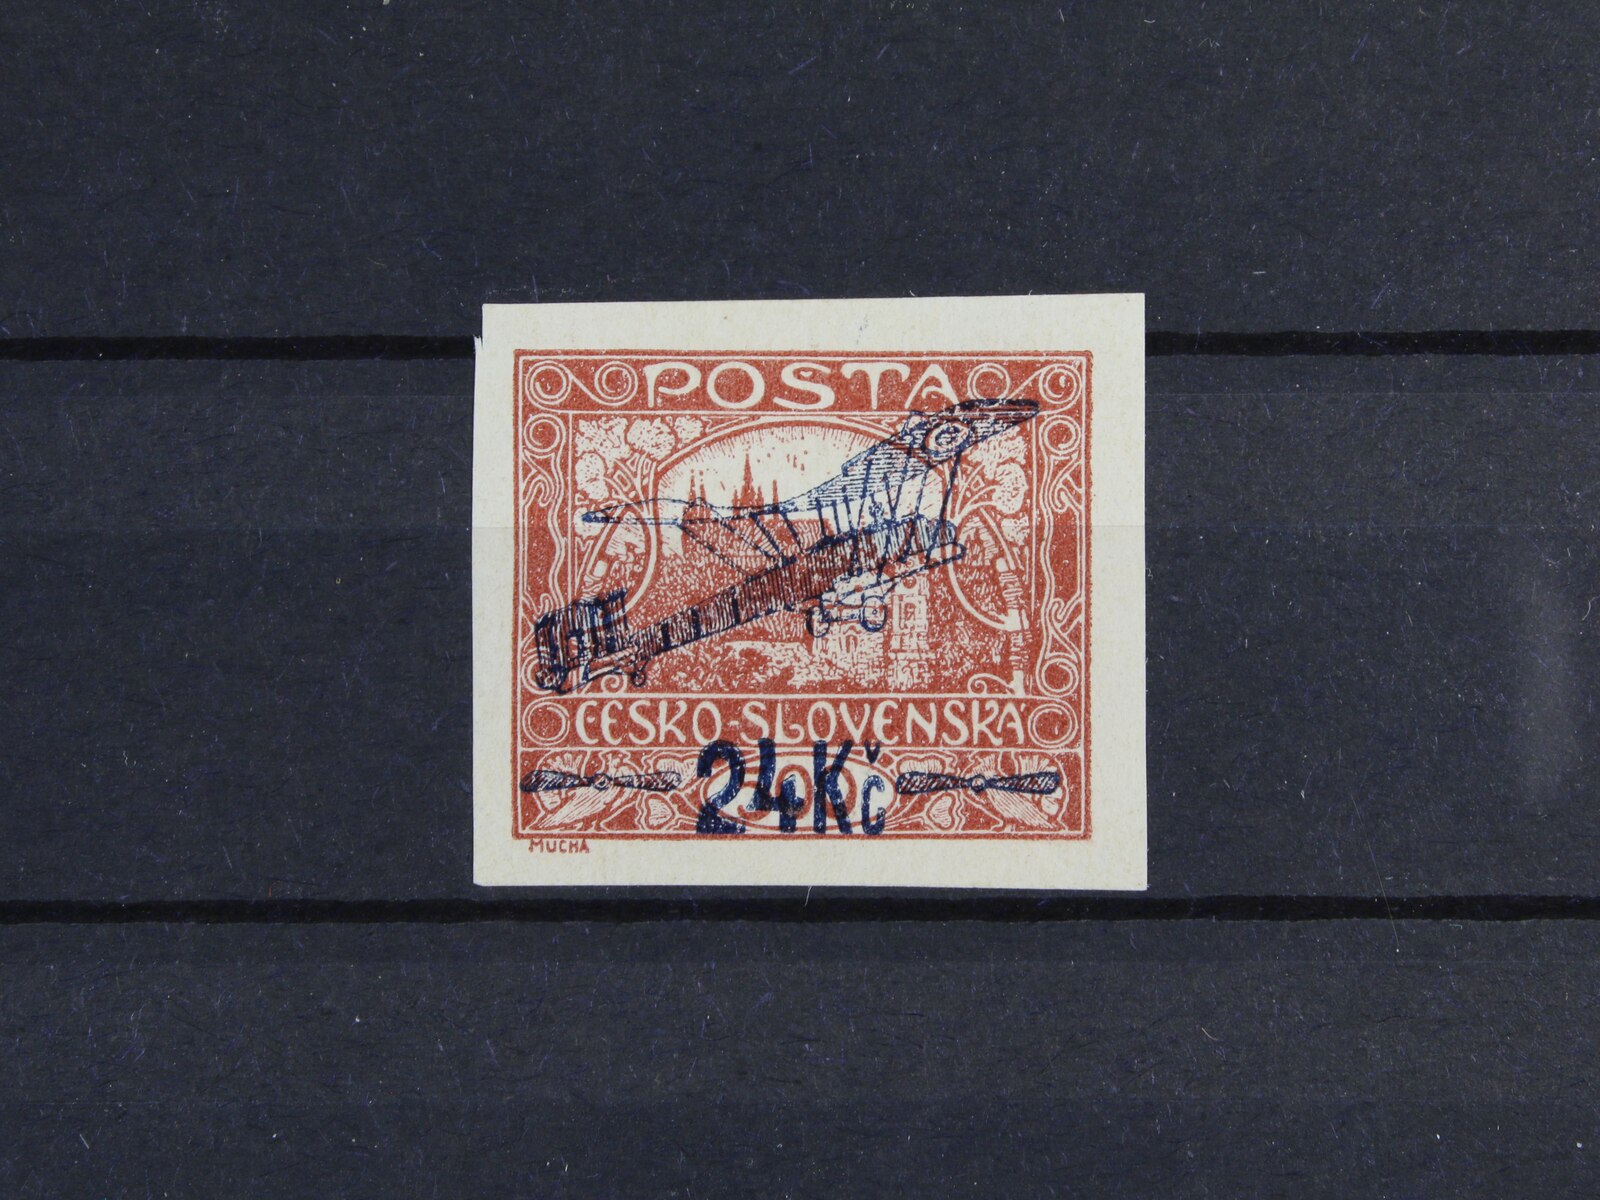 POSTA
ČESKO-SLOVENSKÁ
24Kč
MUCHA